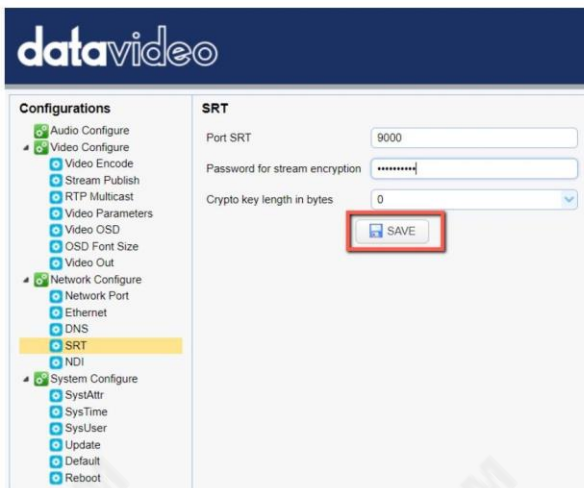 datavideo
Configurations
Audio Configure
Video Configure
Video Encode
Stream Publish
RTP Multicast
Video Parameters
Video OSD
OSD Font Size
Video Out
Network Configure
Network Port
Ethernet
DNS
SRT
NDI
System Configure
SystAttr
SysTime
SysUser
Update
Default
Reboot
SRT
Port SRT 9000
Password for stream encryption ••••••••••
Crypto key length in bytes 0
SAVE